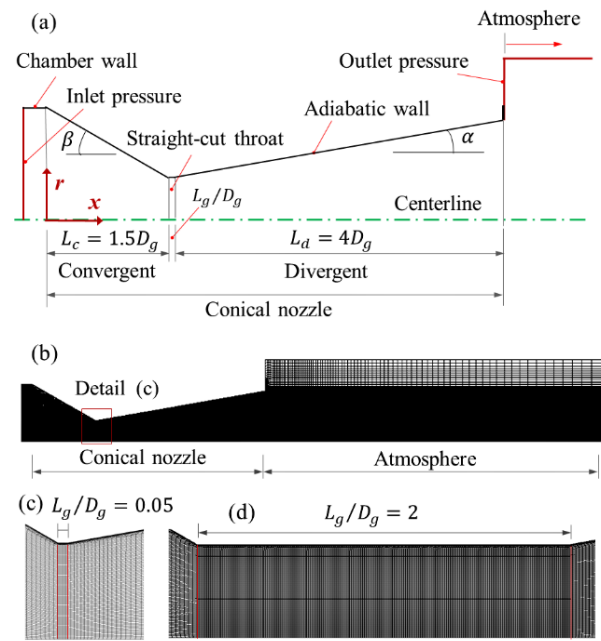 (a)
Atmosphere
Chamber wall
Outlet pressure
Inlet pressure
Adiabatic wall
Straight-cut throat
β
α
L_g/D_g
r
x
Centerline
L_c = 1.5D_g
L_d = 4D_g
Convergent
Divergent
Conical nozzle
(b)
Detail (c)
Conical nozzle
Atmosphere
(c) L_g/D_g = 0.05
(d) L_g/D_g = 2